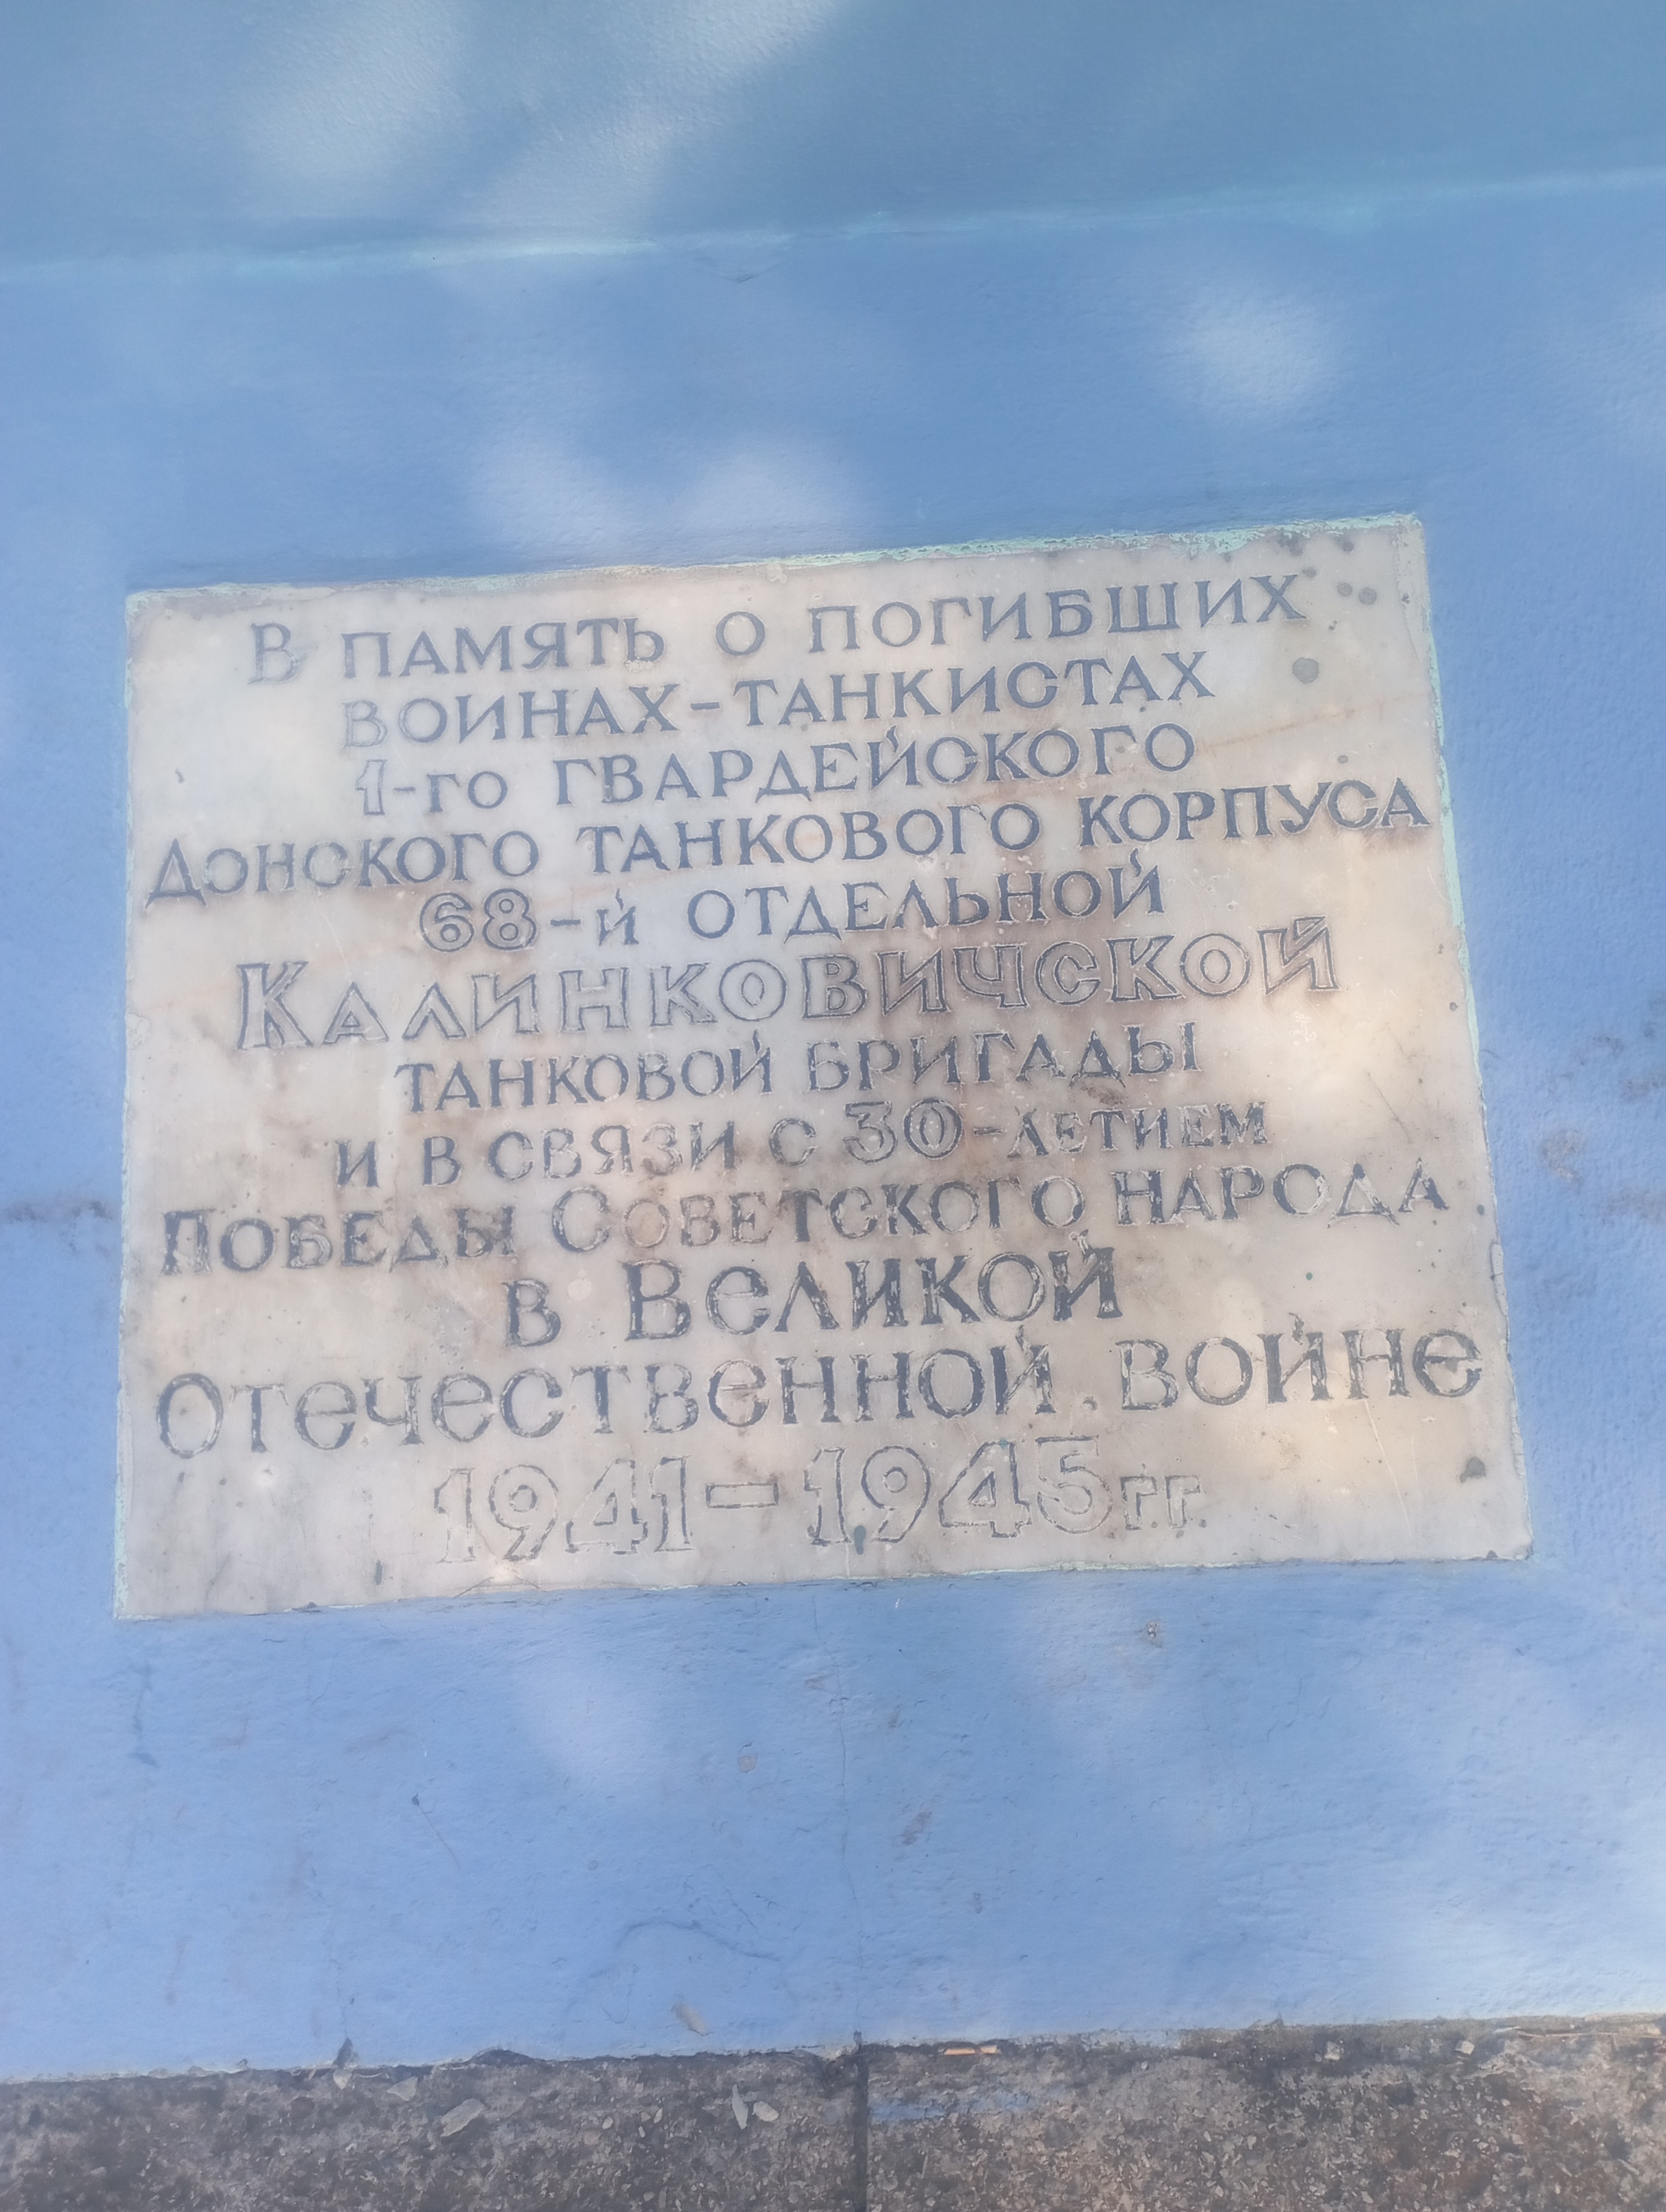 В ПАМЯТЬ О ПОГИБШИХ
ВОИНАХ-ТАНКИСТАХ
1-ГО ГВАРДЕЙСКОГО
ДОНСКОГО ТАНКОВОГО КОРПУСА
68-Й ОТДЕЛЬНОЙ
КАЛИНКОВИЧСКОЙ
ТАНКОВОЙ БРИГАДЫ
И В СВЯЗИ С 30-ЛЕТИЕМ
ПОБЕДЫ СОВЕТСКОГО НАРОДА
В ВЕЛИКОЙ
ОТЕЧЕСТВЕННОЙ ВОЙНЕ
1941-1945гг.